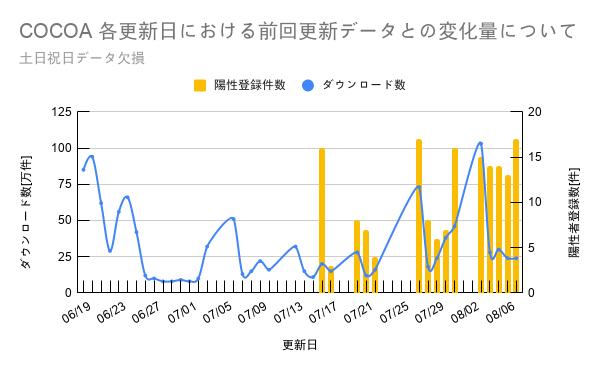 COCOA 各更新日における前回更新データとの変化量について
土日祝日データ欠損
陽性登録件数 ダウンロード数
ダウンロード数[万件]
125
100
75
50
25
0
陽性者登録数[件]
20
15
10
5
0
06/19 06/23 06/27 07/01 07/05 07/09 07/13 07/17 07/21 07/25 07/29 08/02 08/06
更新日